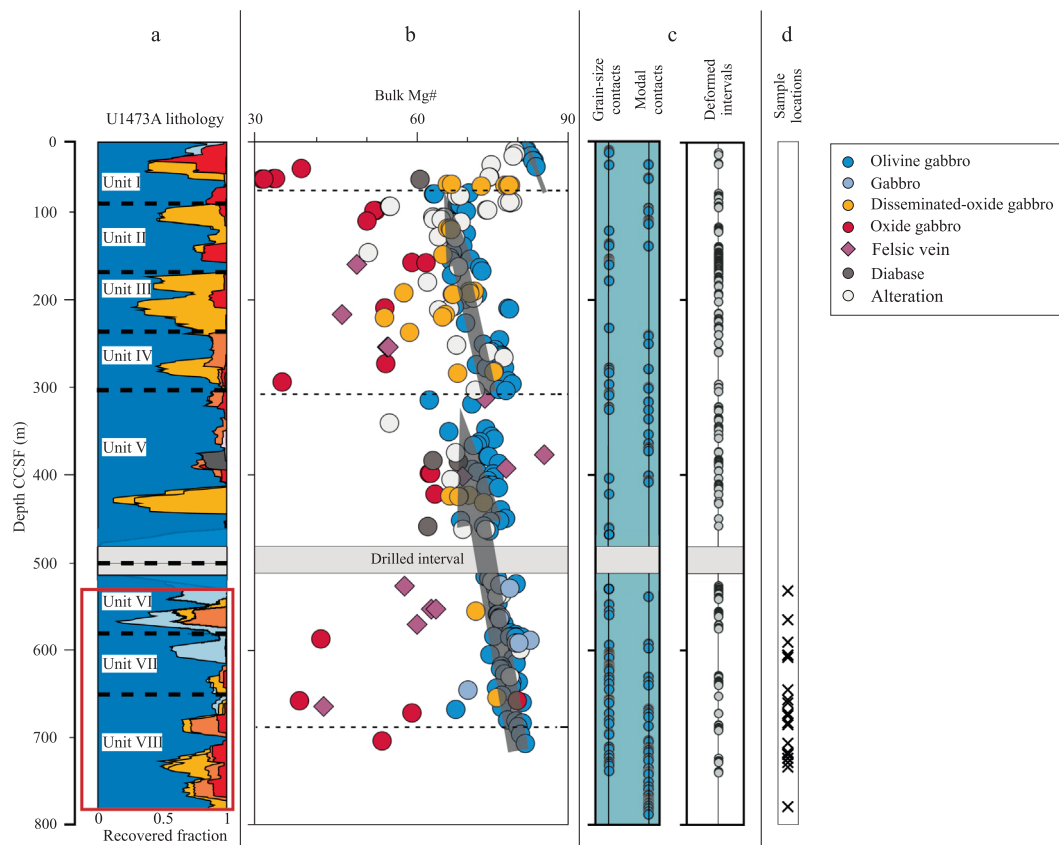 a
b
c
d
U1473A lithology
Bulk Mg#
30
60
90
Grain-size
contacts
Modal
contacts
Deformed
intervals
Sample
locations
Depth CCSF (m)
0
100
200
300
400
500
600
700
800
Unit I
Unit II
Unit III
Unit IV
Unit V
Unit VI
Unit VII
Unit VIII
Drilled interval
0
0.5
1
Recovered fraction
Olivine gabbro
Gabbro
Disseminated-oxide gabbro
Oxide gabbro
Felsic vein
Diabase
Alteration